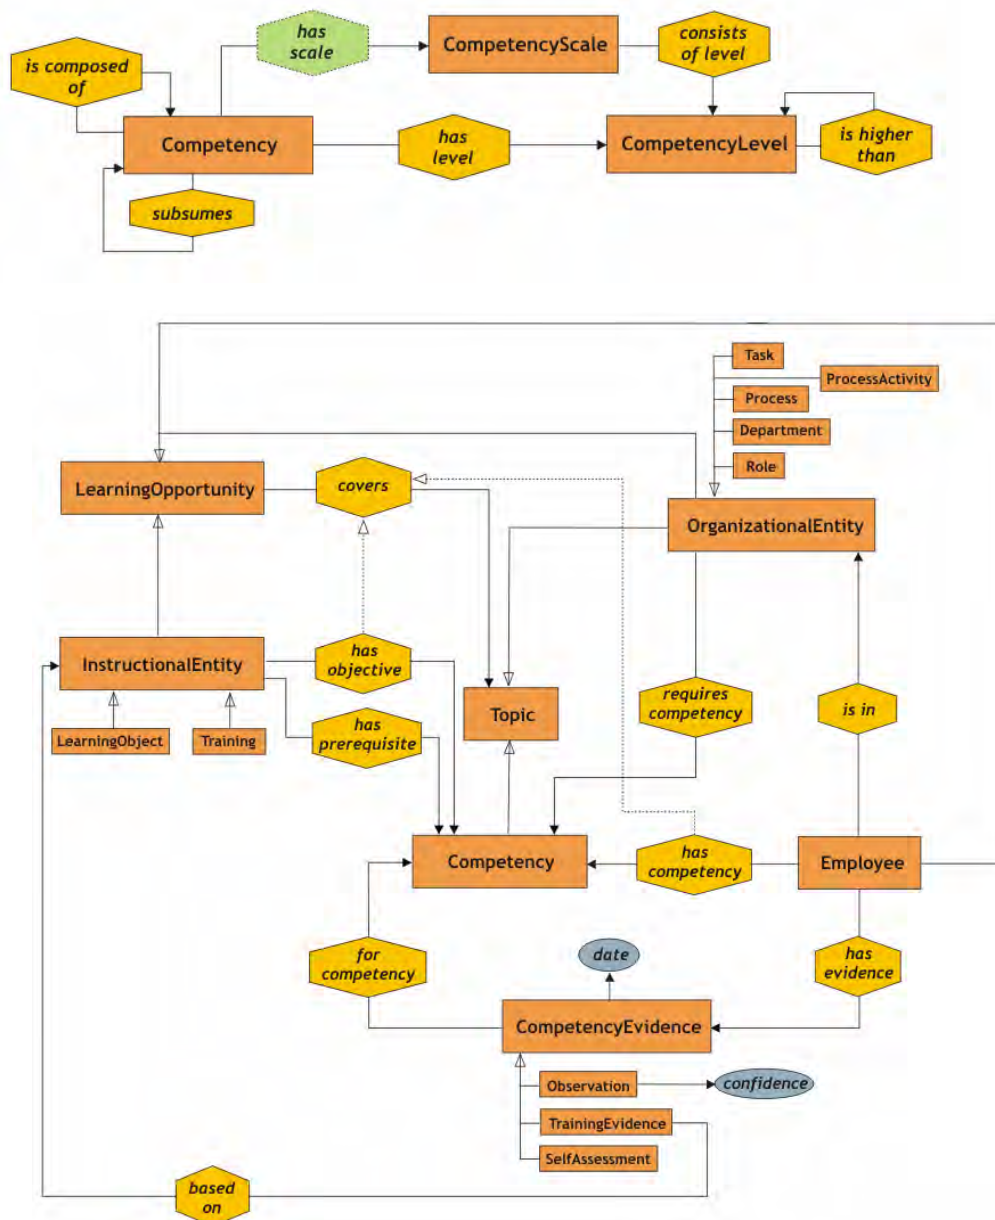 has
scale
CompetencyScale
consists
of level
is composed
of
Competency
has
level
CompetencyLevel
is higher
than
subsumes
Task
ProcessActivity
Process
Department
Role
LearningOpportunity
covers
OrganizationalEntity
InstructionalEntity
has
objective
requires
competency
is in
Topic
LearningObject
Training
has
prerequisite
Competency
has
competency
Employee
for
competency
date
has
evidence
CompetencyEvidence
Observation
confidence
TrainingEvidence
SelfAssessment
based
on